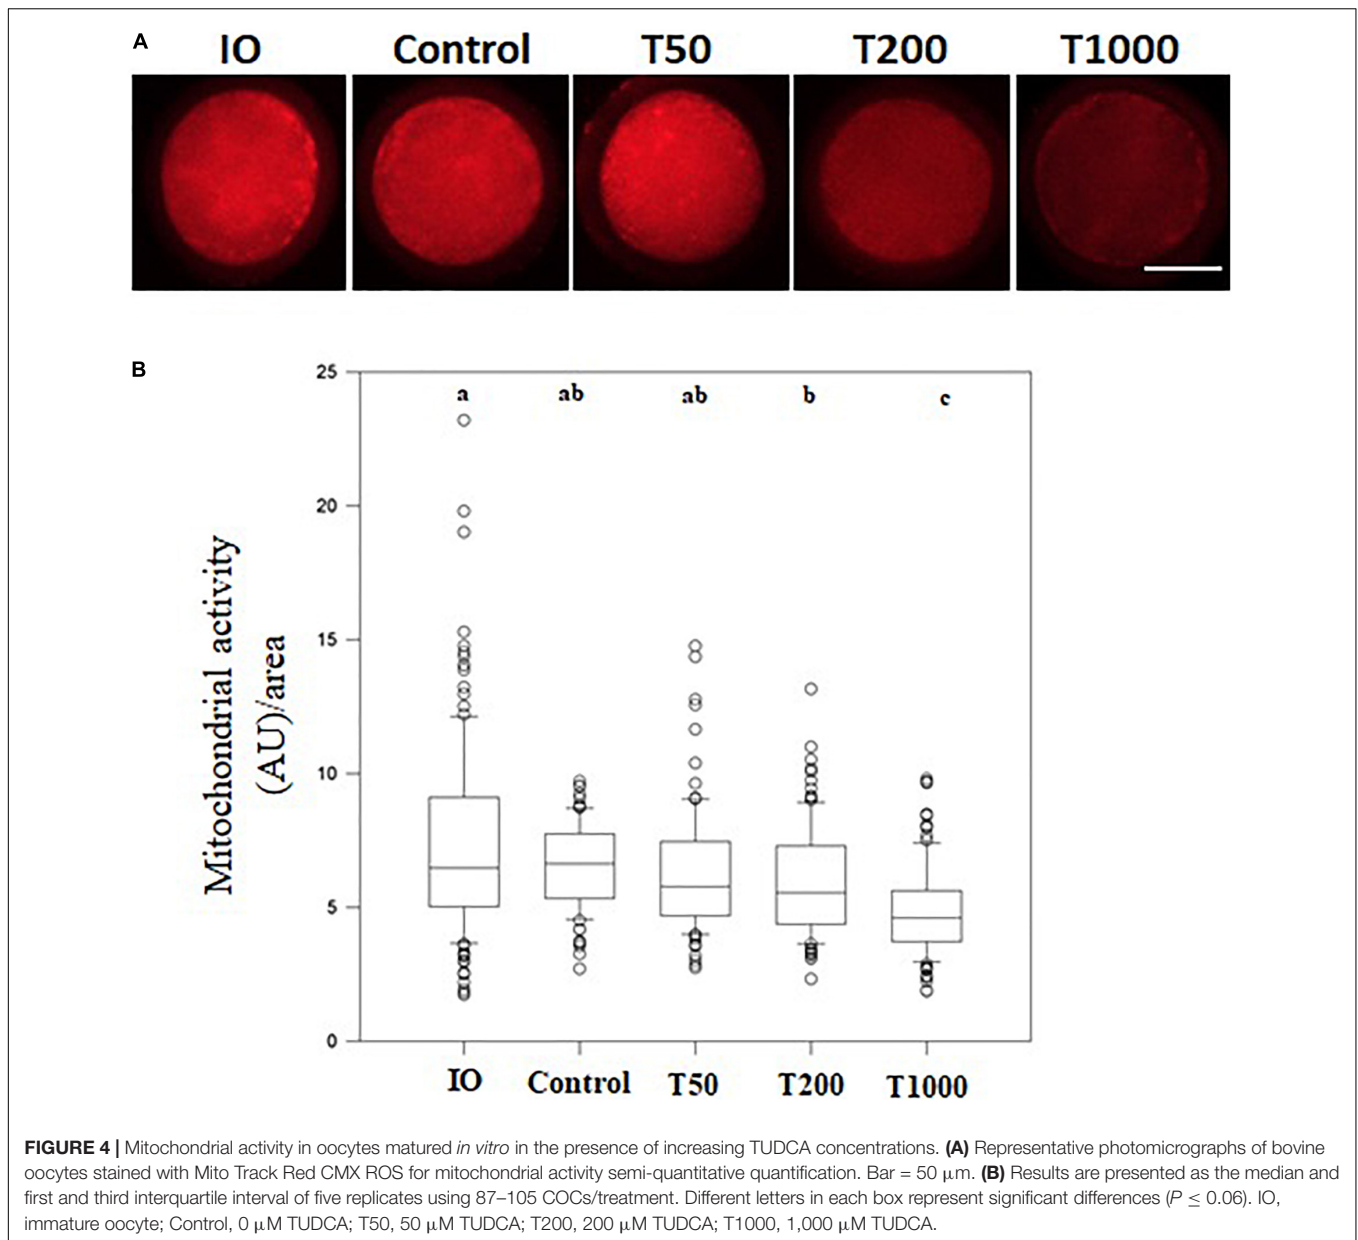 A
IO Control T50 T200 T1000
B
25
a ab ab b c
20
15
10
5
0
Mitochondrial activity
(AU)/area
IO Control T50 T200 T1000
FIGURE 4 | Mitochondrial activity in oocytes matured in vitro in the presence of increasing TUDCA concentrations. (A) Representative photomicrographs of bovine
oocytes stained with Mito Track Red CMX ROS for mitochondrial activity semi-quantitative quantification. Bar = 50 μm. (B) Results are presented as the median and
first and third interquartile interval of five replicates using 87–105 COCs/treatment. Different letters in each box represent significant differences (P ≤ 0.06). IO,
immature oocyte; Control, 0 μM TUDCA; T50, 50 μM TUDCA; T200, 200 μM TUDCA; T1000, 1,000 μM TUDCA.